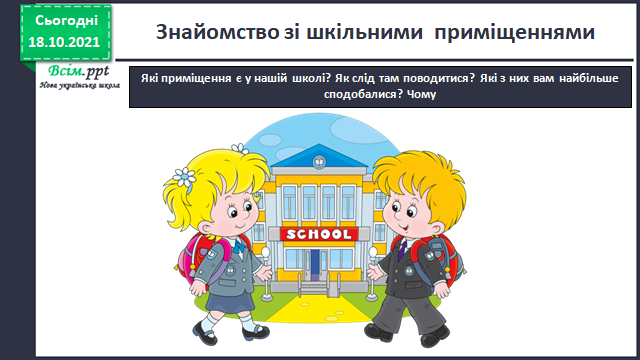 Сьогодні
18.10.2021
Знайомство зі шкільними приміщеннями
Всім.ppt
Нова українська школа
Які приміщення є у нашій школі? Як слід там поводитися? Які з них вам найбільше
сподобалися? Чому
SCHOOL